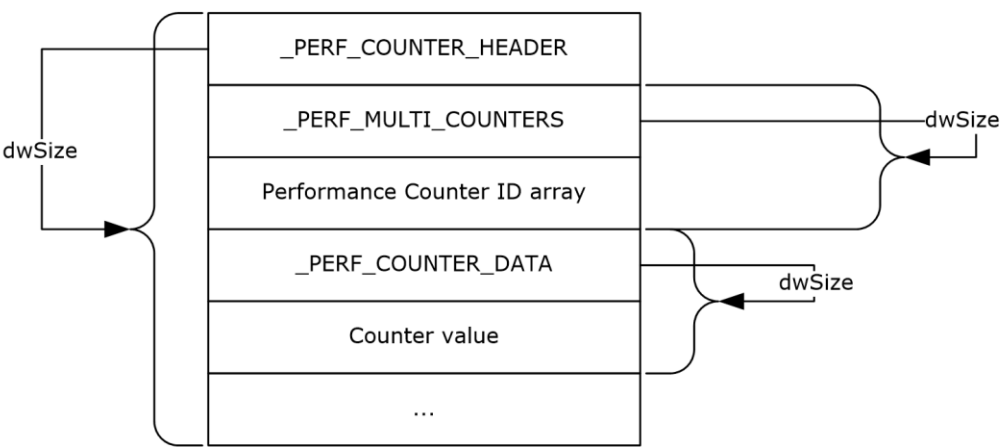 _PERF_COUNTER_HEADER
_PERF_MULTI_COUNTERS
dwSize
dwSize
Performance Counter ID array
_PERF_COUNTER_DATA
dwSize
Counter value
...